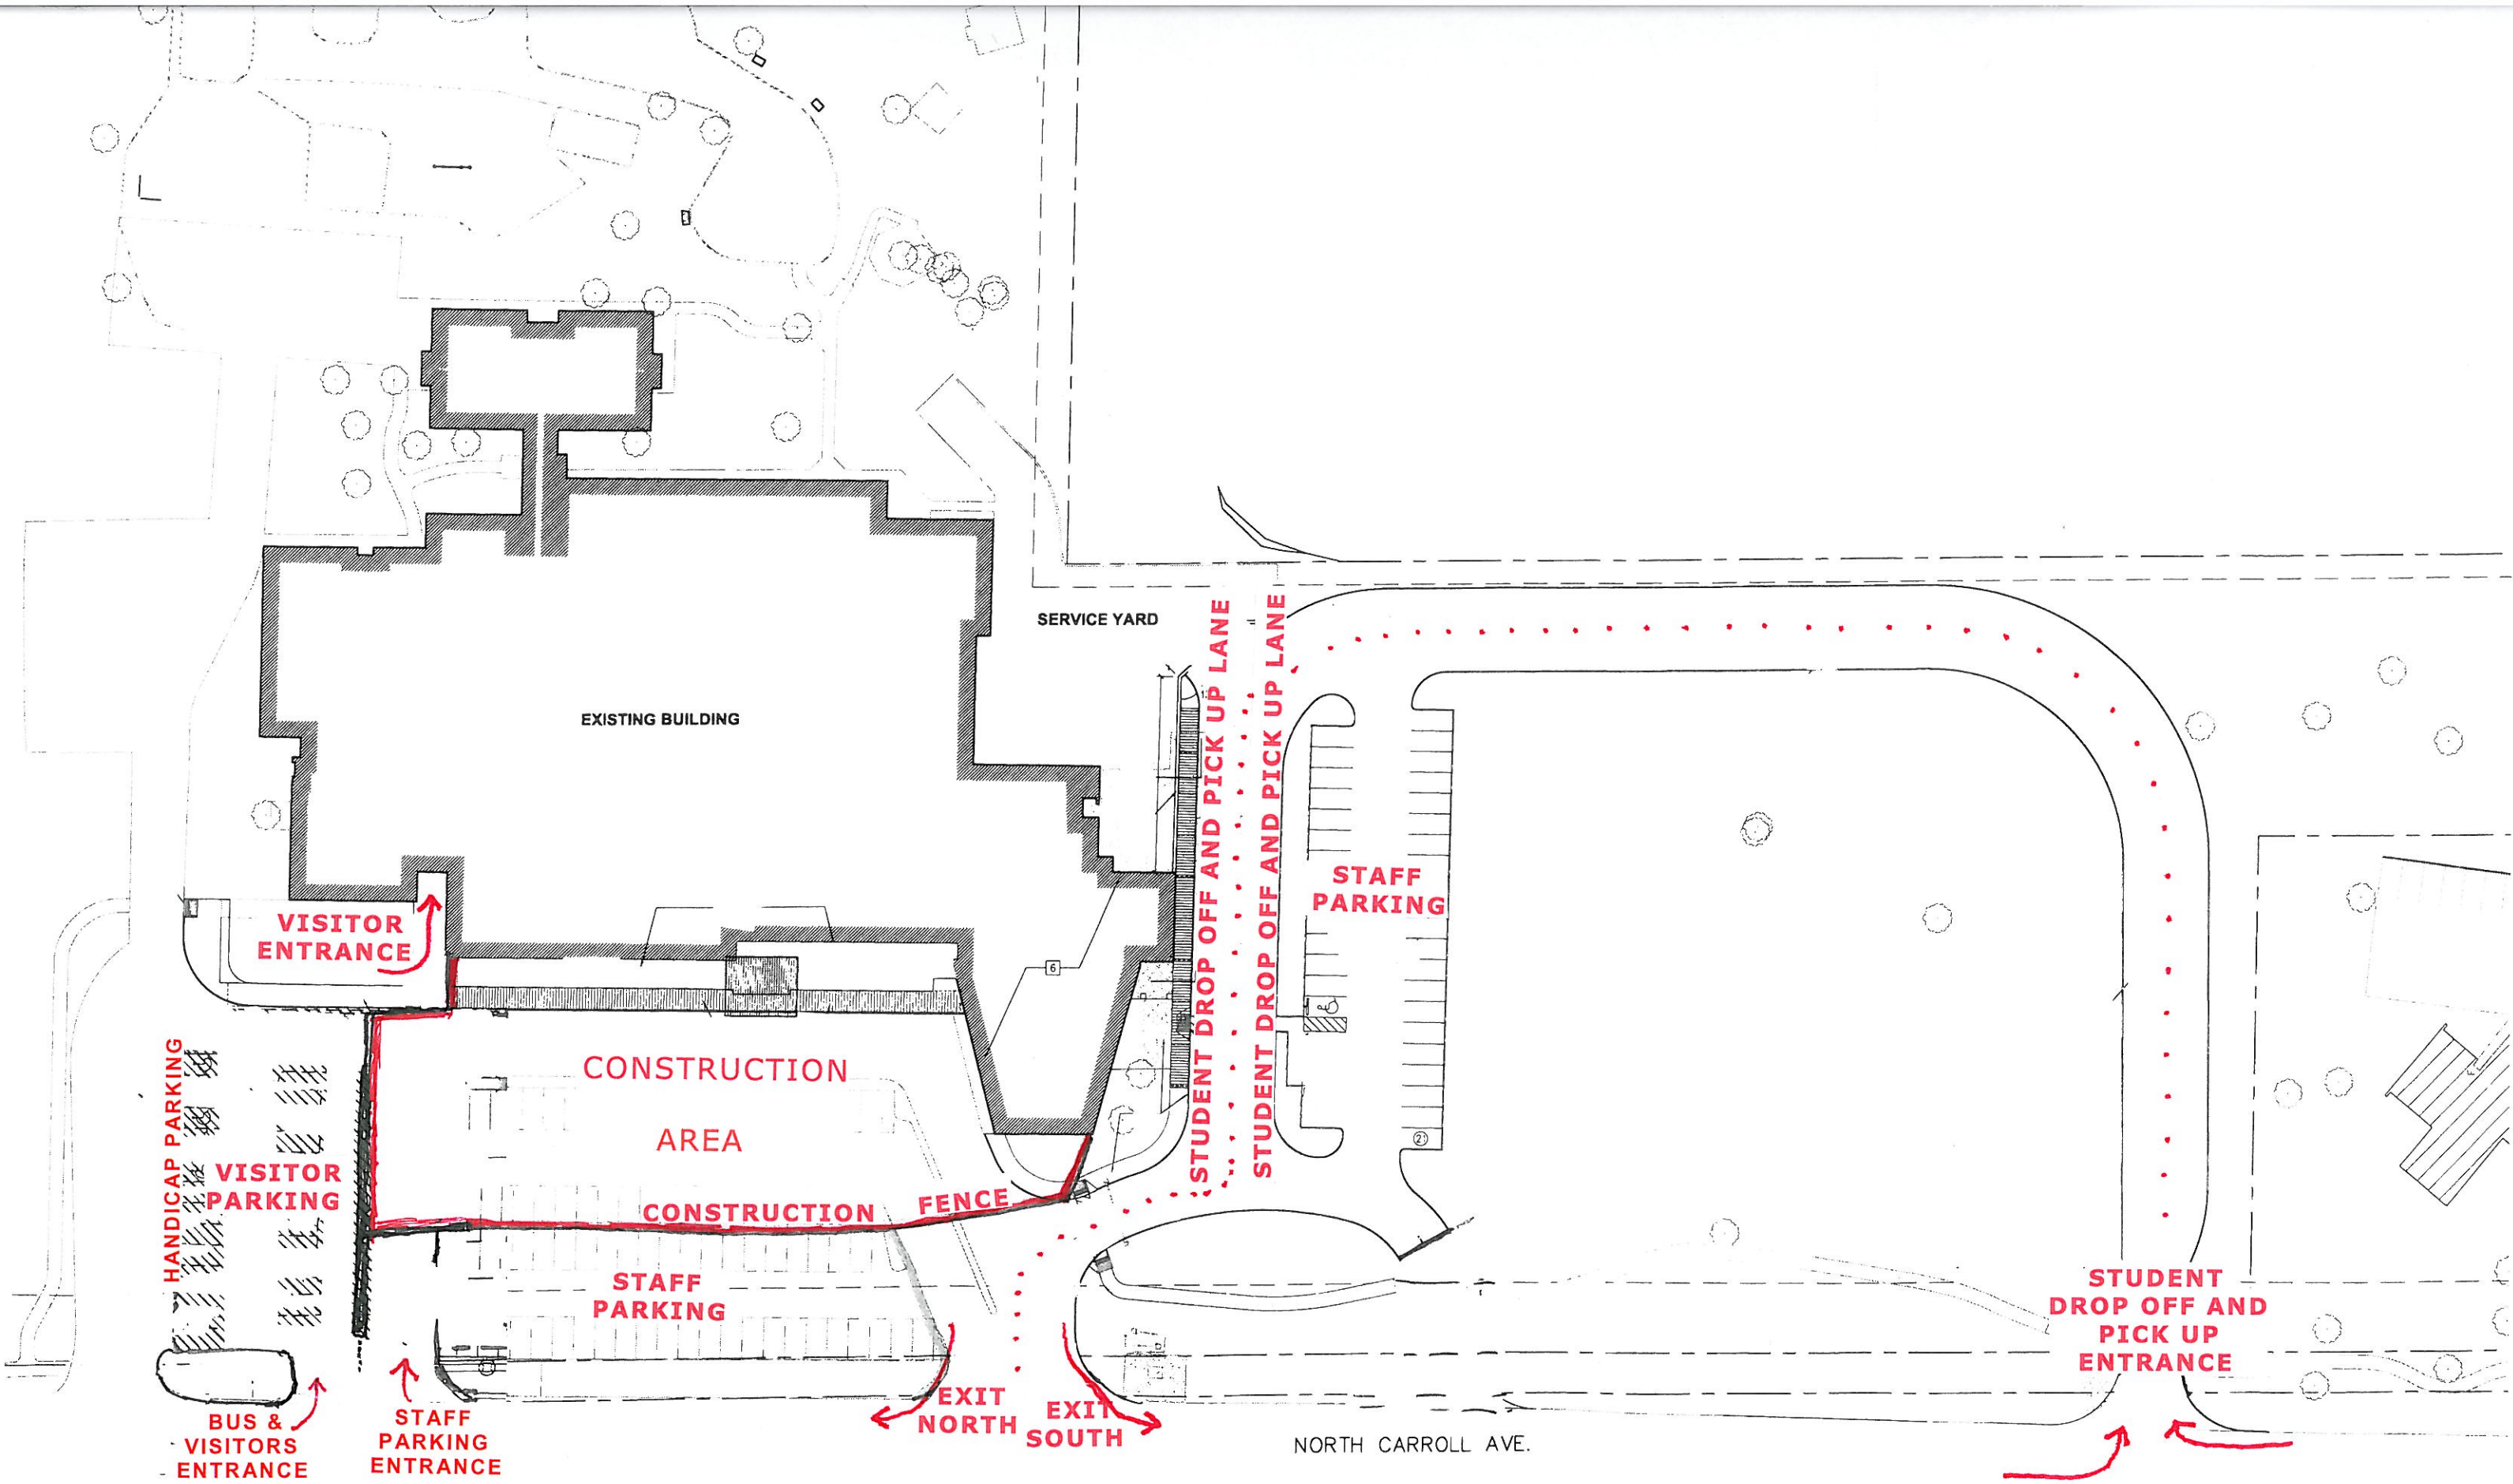 SERVICE YARD
EXISTING BUILDING
STUDENT DROP OFF AND PICK UP LANE
STUDENT DROP OFF AND PICK UP LANE
STAFF
PARKING
VISITOR
ENTRANCE
6
CONSTRUCTION
AREA
HANDICAP PARKING
VISITOR
PARKING
CONSTRUCTION FENCE
21
STAFF
PARKING
STUDENT
DROP OFF AND
PICK UP
ENTRANCE
EXIT
NORTH
EXIT
SOUTH
BUS &
VISITORS
ENTRANCE
STAFF
PARKING
ENTRANCE
NORTH CARROLL AVE.